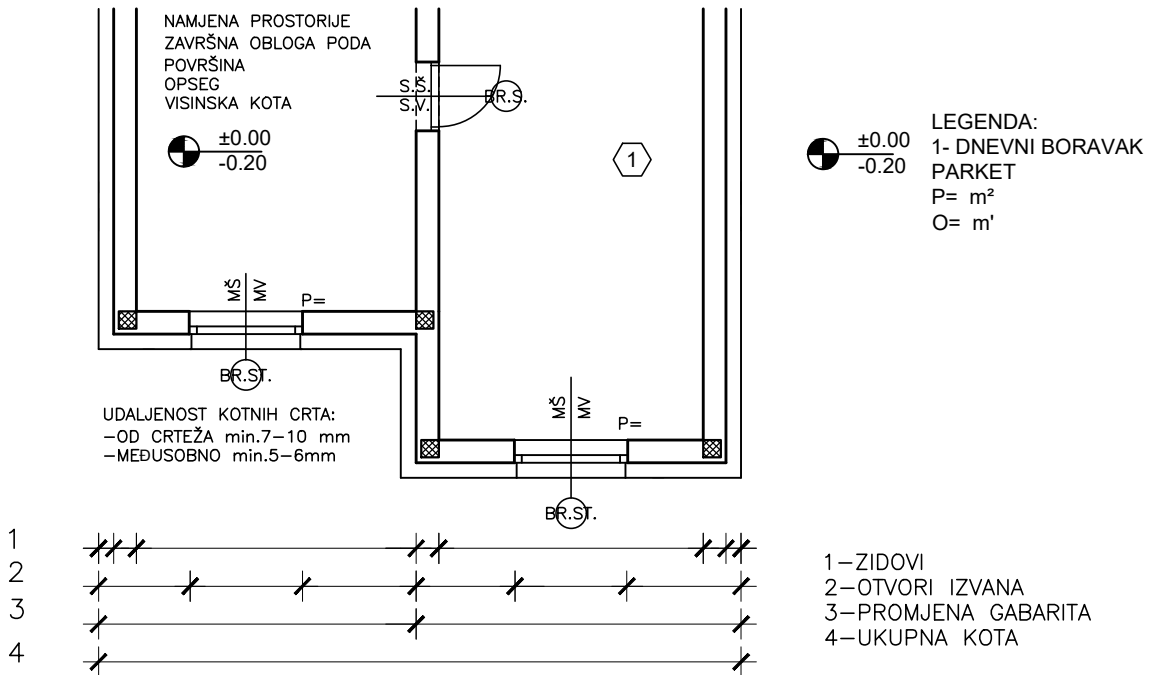 NAMJENA PROSTORIJE
ZAVRŠNA OBLOGA PODA
POVRŠINA
OPSEG
VISINSKA KOTA
±0.00
-0.20
S.Š.
S.V.
BR.S.
1
±0.00
-0.20
LEGENDA:
1- DNEVNI BORAVAK
PARKET
P= m²
O= m'
MŠ
MV
P=
BR.ST.
UDALJENOST KOTNIH CRTA:
-OD CRTEŽA min.7-10 mm
-MEĐUSOBNO min.5-6mm
MŠ
MV
P=
BR.ST.
1
2
3
4
1-ZIDOVI
2-OTVORI IZVANA
3-PROMJENA GABARITA
4-UKUPNA KOTA